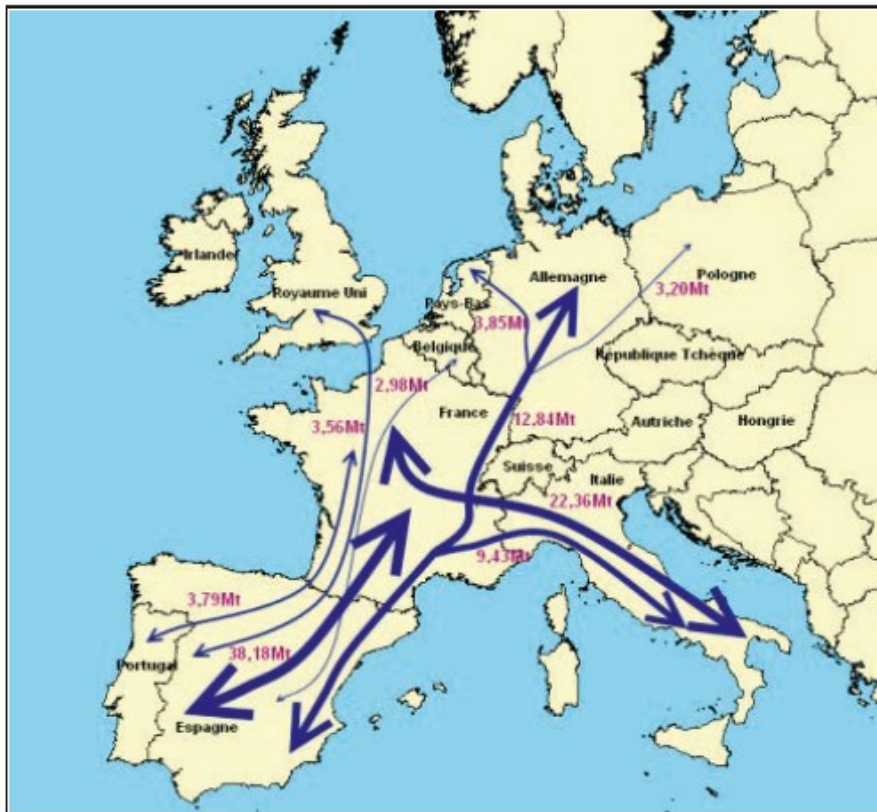 Irlande
Royaume Uni
Allemagne
Pologne
3,20Mt
Pays-Bas
3,85Mt
Belgique
République Tchèque
2,98Mt
France
12,84Mt
3,56Mt
Autriche
Hongrie
Suisse
Italie
22,36Mt
9,43Mt
3,79Mt
38,18Mt
Portugal
Espagne